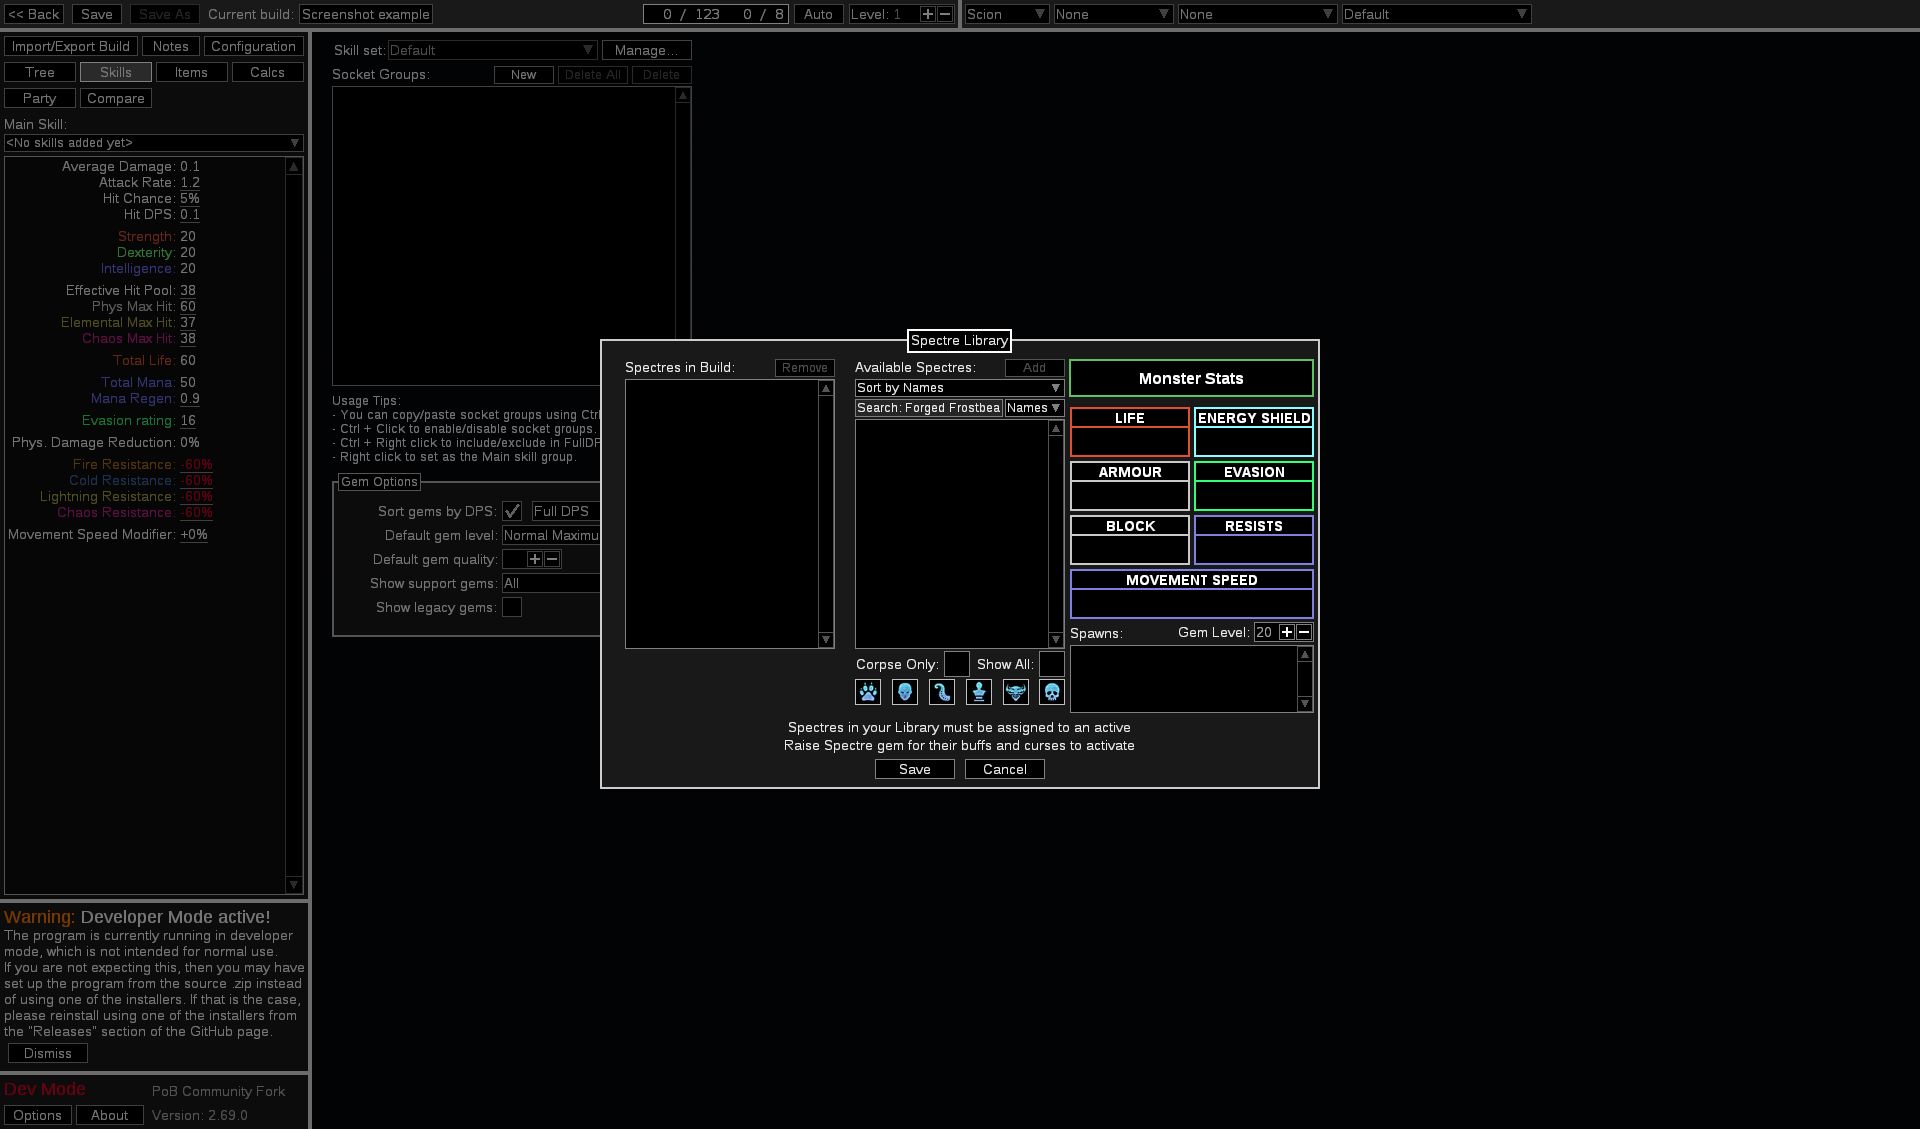 << Back Save Save As Current build: Screenshot example 0 / 123 0 / 8 Auto Level: 1 Scion None None Default
Import/Export Build Notes Configuration
Tree Skills Items Calcs
Party Compare
Main Skill:
<No skills added yet>
Average Damage: 0.1
Attack Rate: 1.2
Hit Chance: 5%
Hit DPS: 0.1
Strength: 20
Dexterity: 20
Intelligence: 20
Effective Hit Pool: 38
Phys Max Hit: 60
Elemental Max Hit: 37
Chaos Max Hit: 38
Total Life: 60
Total Mana: 50
Mana Regen: 0.9
Evasion rating: 16
Phys. Damage Reduction: 0%
Fire Resistance: -60%
Cold Resistance: -60%
Lightning Resistance: -60%
Chaos Resistance: -60%
Movement Speed Modifier: +0%
Warning: Developer Mode active!
The program is currently running in developer
mode, which is not intended for normal use.
If you are not expecting this, then you may have
set up the program from the source .zip instead
of using one of the installers. If that is the case,
please reinstall using one of the installers from
the "Releases" section of the GitHub page.
Dismiss
Dev Mode PoB Community Fork
Options About Version: 2.69.0
Skill set: Default Manage...
Socket Groups: New Delete All Delete
Usage Tips:
- You can copy/paste socket groups using Ctrl
- Ctrl + Click to enable/disable socket groups.
- Ctrl + Right click to include/exclude in FullDP
- Right click to set as the Main skill group.
Gem Options
Sort gems by DPS: Full DPS
Default gem level: Normal Maximu
Default gem quality:
Show support gems: All
Show legacy gems:
Spectre Library
Spectres in Build: Remove
Available Spectres: Add
Sort by Names
Search: Forged Frostbea Names
Corpse Only: Show All:
Monster Stats
LIFE ENERGY SHIELD
ARMOUR EVASION
BLOCK RESISTS
MOVEMENT SPEED
Spawns: Gem Level: 20
Spectres in your Library must be assigned to an active
Raise Spectre gem for their buffs and curses to activate
Save Cancel